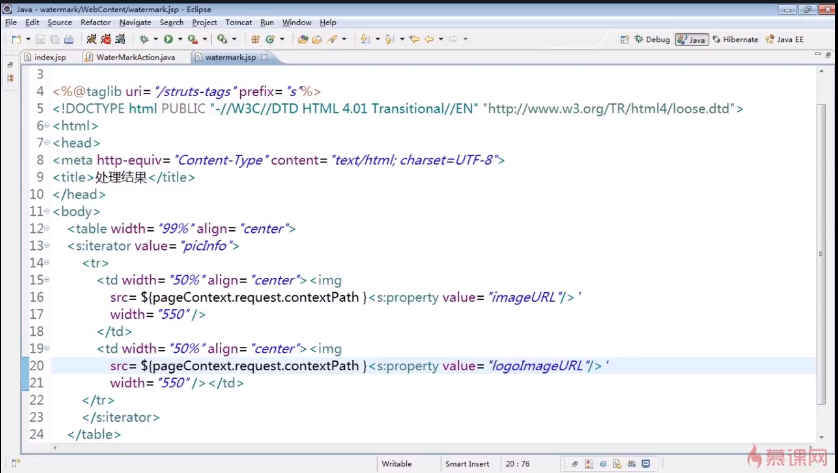 Java - watermark/WebContent/watermark.jsp - Eclipse
File Edit Source Refactor Navigate Search Project Tomcat Run Window Help
Debug Java Hibernate Java EE
index.jsp WaterMarkAction.java watermark.jsp
3
4 <%@taglib uri="/struts-tags" prefix="s"%>
5 <!DOCTYPE html PUBLIC "-//W3C//DTD HTML 4.01 Transitional//EN" "http://www.w3.org/TR/html4/loose.dtd">
6 <html>
7 <head>
8 <meta http-equiv="Content-Type" content="text/html; charset=UTF-8">
9 <title>处理结果</title>
10 </head>
11 <body>
12 <table width="99%" align="center">
13 <s:iterator value="picInfo">
14 <tr>
15 <td width="50%" align="center"><img
16 src= ${pageContext.request.contextPath }<s:property value="imageURL"/> '
17 width="550" />
18 </td>
19 <td width="50%" align="center"><img
20 src= ${pageContext.request.contextPath }<s:property value="logoImageURL"/> '
21 width="550" /></td>
22 </tr>
23 </s:iterator>
24 </table>
Writable Smart Insert 20 : 76
慕课网